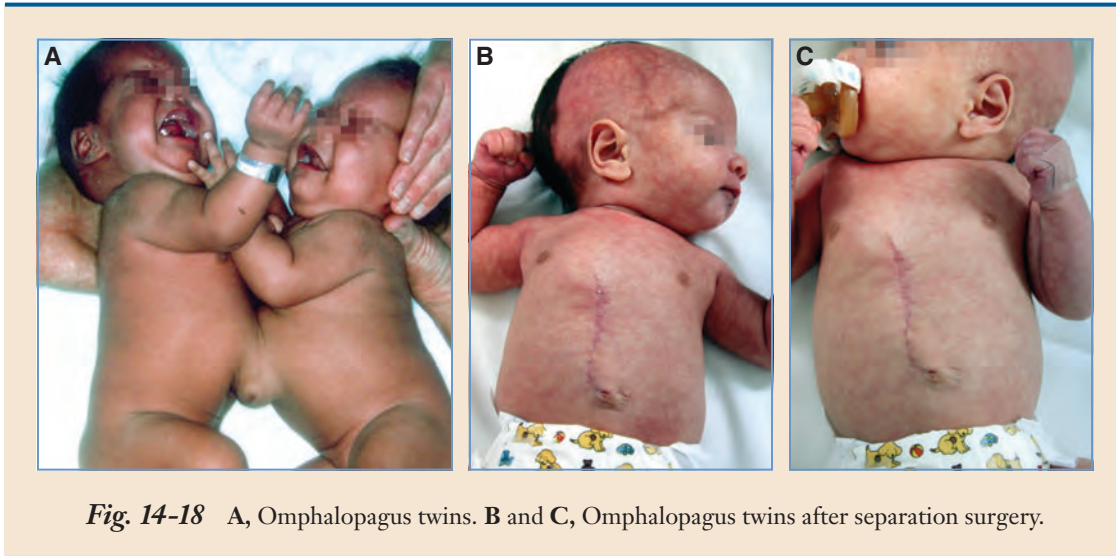 A
B
C
Fig. 14-18 A, Omphalopagus twins. B and C, Omphalopagus twins after separation surgery.